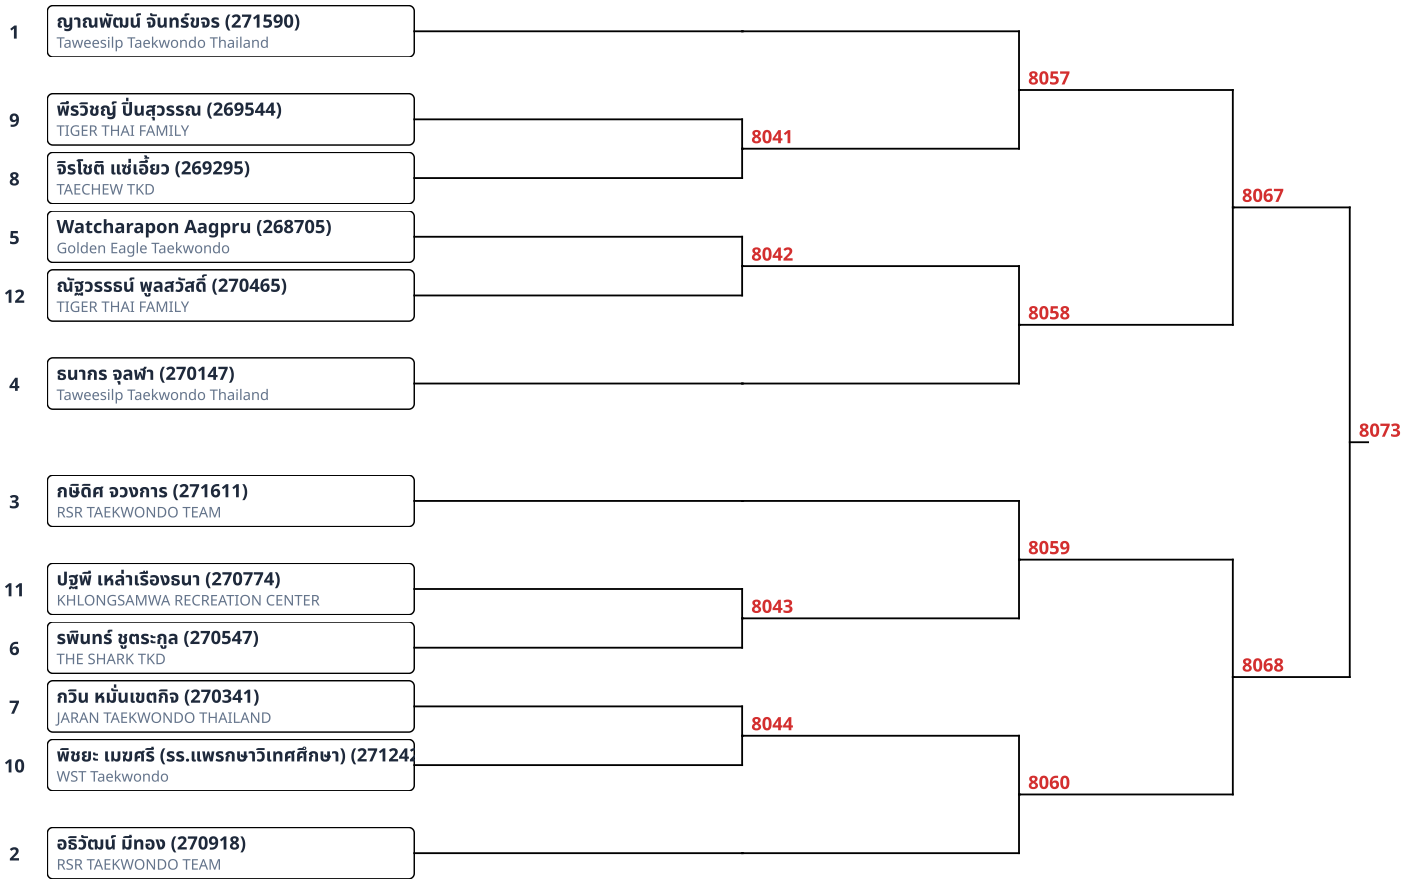 1
ญาณพัฒน์ จันทร์ขจร (271590)
Taweesilp Taekwondo Thailand
8057
9
พีรวิชญ์ ปิ่นสุวรรณ (269544)
TIGER THAI FAMILY
8041
8
จิรโชติ แซ่เอี้ยว (269295)
TAECHEW TKD
8067
5
Watcharapon Aagpru (268705)
Golden Eagle Taekwondo
8042
12
ณัฐวรรธน์ พูลสวัสดิ์ (270465)
TIGER THAI FAMILY
8058
4
ธนากร จุลฬา (270147)
Taweesilp Taekwondo Thailand
8073
3
กษิดิศ จวงการ (271611)
RSR TAEKWONDO TEAM
8059
11
ปฐพี เหล่าเรืองธนา (270774)
KHLONGSAMWA RECREATION CENTER
8043
6
รพินทร์ ชูตระกูล (270547)
THE SHARK TKD
8068
7
กวิน หมั่นเขตกิจ (270341)
JARAN TAEKWONDO THAILAND
8044
10
พิชยะ เมฆศรี (รร.แพรกษาวิเทศศึกษา) (271242
WST Taekwondo
8060
2
อธิวัฒน์ มีทอง (270918)
RSR TAEKWONDO TEAM